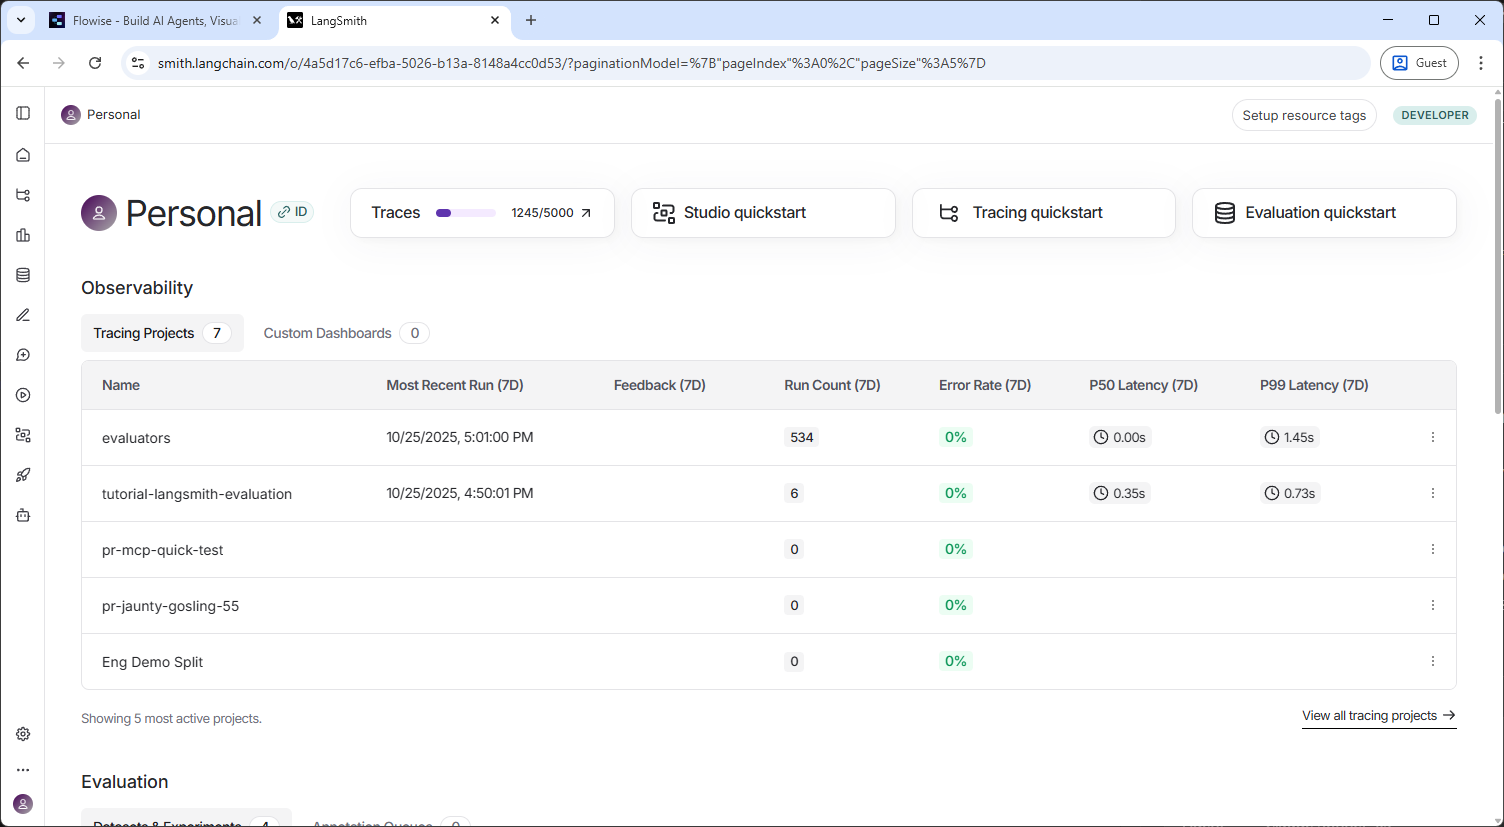 Flowise - Build AI Agents, Visua
LangSmith
smith.langchain.com/o/4a5d17c6-efba-5026-b13a-8148a4cc0d53/?paginationModel=%7B"pageIndex"%3A0%2C"pageSize"%3A5%7D
Guest
Personal
Setup resource tags
DEVELOPER
Personal
ID
Traces 1245/5000
Studio quickstart
Tracing quickstart
Evaluation quickstart
Observability
Tracing Projects 7
Custom Dashboards 0
Name Most Recent Run (7D) Feedback (7D) Run Count (7D) Error Rate (7D) P50 Latency (7D) P99 Latency (7D)
evaluators 10/25/2025, 5:01:00 PM 534 0% 0.00s 1.45s
tutorial-langsmith-evaluation 10/25/2025, 4:50:01 PM 6 0% 0.35s 0.73s
pr-mcp-quick-test 0 0%
pr-jaunty-gosling-55 0 0%
Eng Demo Split 0 0%
Showing 5 most active projects.
View all tracing projects
Evaluation
Datasets & Experiments 4
Annotation Queues 0